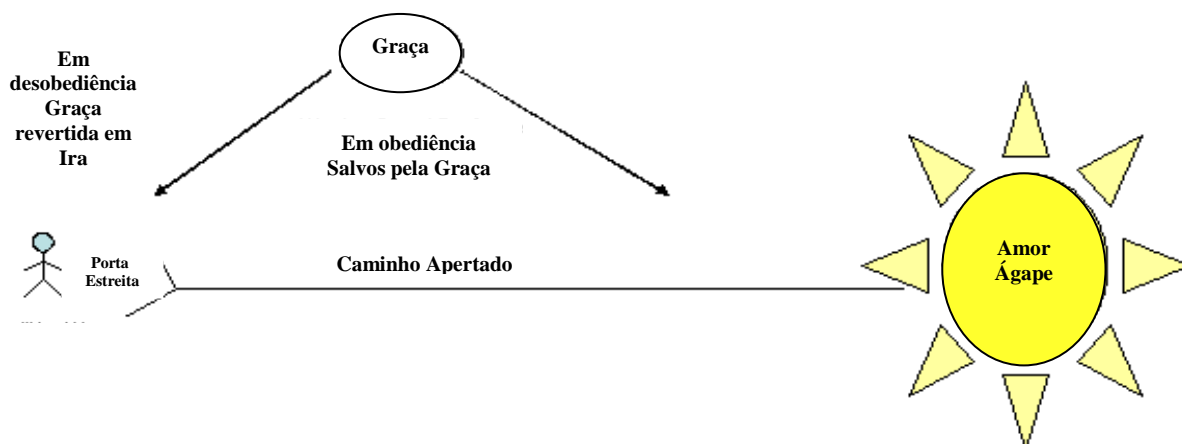 Em
desobediência
Graça
revertida em
Ira
Graça
Em obediência
Salvos pela Graça
Porta
Estreita
Caminho Apertado
Amor
Ágape